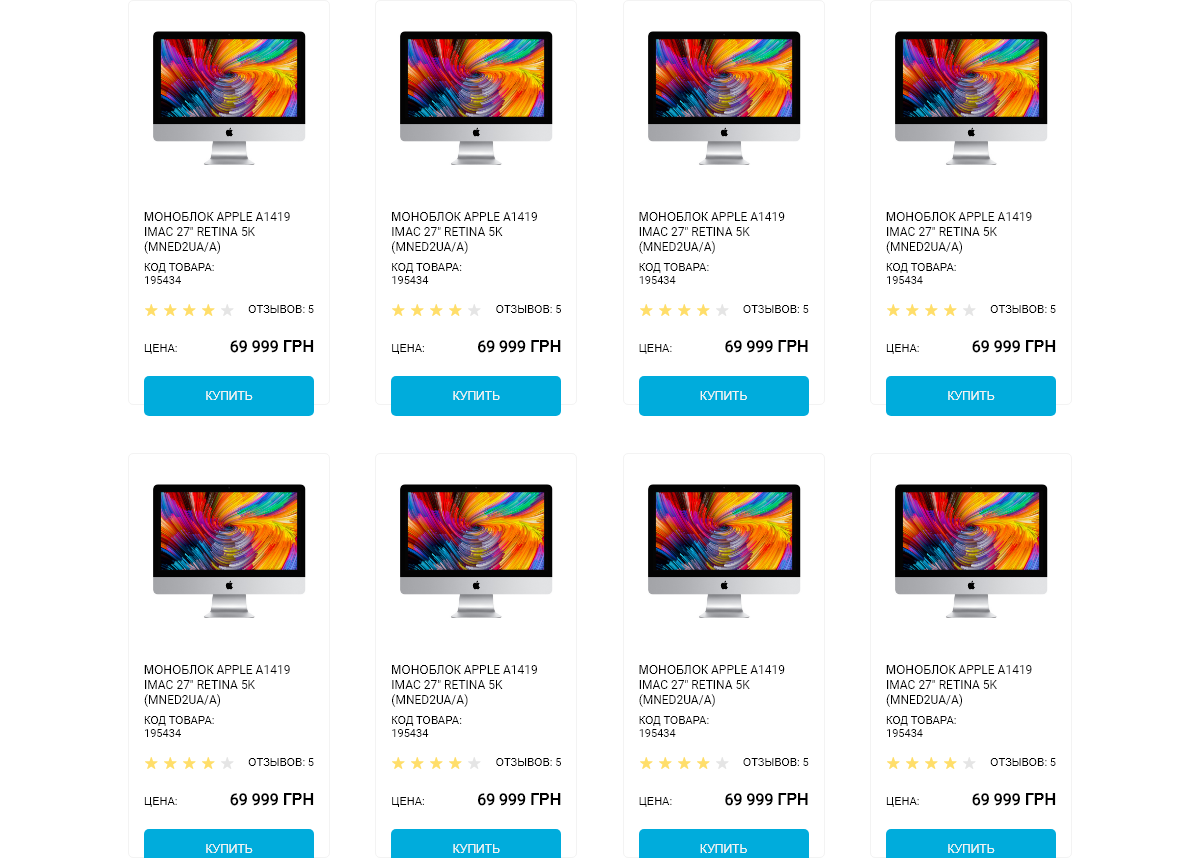 МОНОБЛОК APPLE A1419
IMAC 27" RETINA 5K
(MNED2UA/A)
КОД ТОВАРА:
195434
ОТЗЫВОВ: 5
ЦЕНА: 69 999 ГРН
КУПИТЬ
МОНОБЛОК APPLE A1419
IMAC 27" RETINA 5K
(MNED2UA/A)
КОД ТОВАРА:
195434
ОТЗЫВОВ: 5
ЦЕНА: 69 999 ГРН
КУПИТЬ
МОНОБЛОК APPLE A1419
IMAC 27" RETINA 5K
(MNED2UA/A)
КОД ТОВАРА:
195434
ОТЗЫВОВ: 5
ЦЕНА: 69 999 ГРН
КУПИТЬ
МОНОБЛОК APPLE A1419
IMAC 27" RETINA 5K
(MNED2UA/A)
КОД ТОВАРА:
195434
ОТЗЫВОВ: 5
ЦЕНА: 69 999 ГРН
КУПИТЬ
МОНОБЛОК APPLE A1419
IMAC 27" RETINA 5K
(MNED2UA/A)
КОД ТОВАРА:
195434
ОТЗЫВОВ: 5
ЦЕНА: 69 999 ГРН
КУПИТЬ
МОНОБЛОК APPLE A1419
IMAC 27" RETINA 5K
(MNED2UA/A)
КОД ТОВАРА:
195434
ОТЗЫВОВ: 5
ЦЕНА: 69 999 ГРН
КУПИТЬ
МОНОБЛОК APPLE A1419
IMAC 27" RETINA 5K
(MNED2UA/A)
КОД ТОВАРА:
195434
ОТЗЫВОВ: 5
ЦЕНА: 69 999 ГРН
КУПИТЬ
МОНОБЛОК APPLE A1419
IMAC 27" RETINA 5K
(MNED2UA/A)
КОД ТОВАРА:
195434
ОТЗЫВОВ: 5
ЦЕНА: 69 999 ГРН
КУПИТЬ